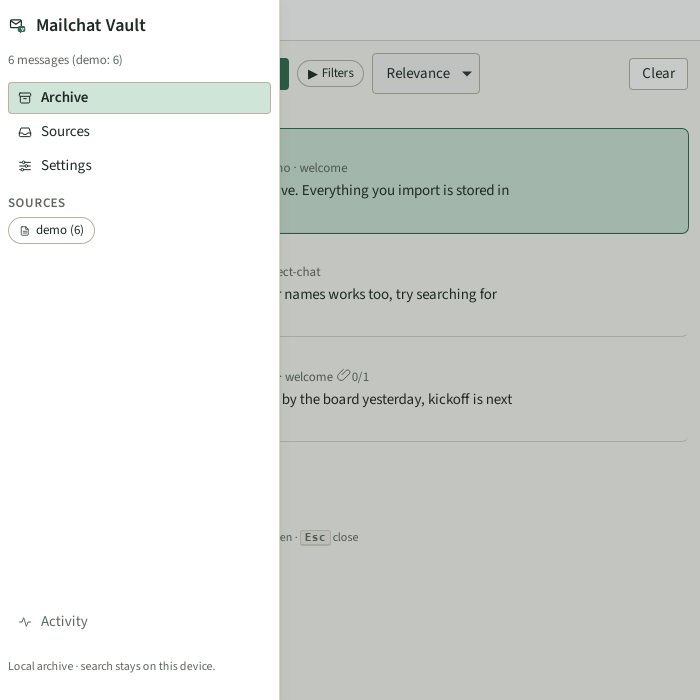 Mailchat Vault
6 messages (demo: 6)
Archive
Sources
Settings
SOURCES
demo (6)
Activity
Local archive · search stays on this device.
▶ Filters
Relevance
Clear
· welcome
ve. Everything you import is stored in
ect-chat
names works too, try searching for
· welcome 0/1
by the board yesterday, kickoff is next
en · Esc close